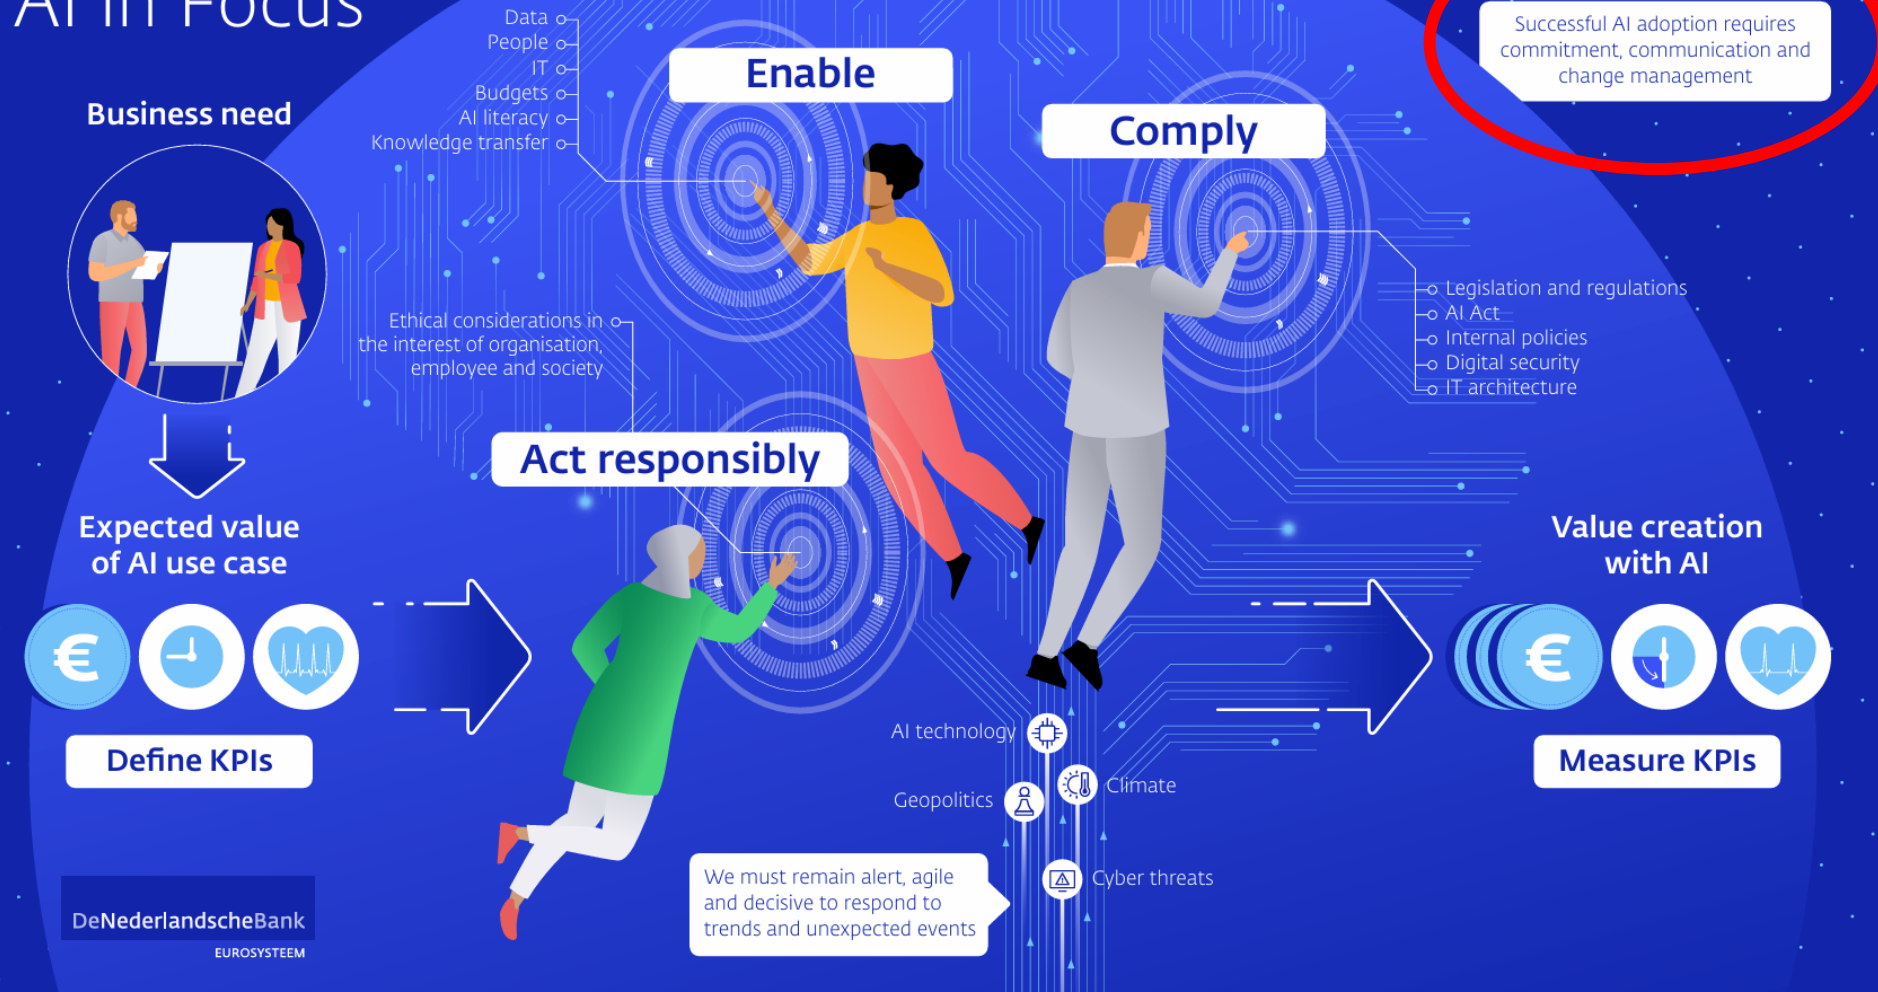 AI in Focus
Business need
Expected value
of AI use case
€
Define KPIs
Data
People
IT
Budgets
AI literacy
Knowledge transfer
Enable
Ethical considerations in
the interest of organisation,
employee and society
Act responsibly
Comply
Legislation and regulations
AI Act
Internal policies
Digital security
IT architecture
Successful AI adoption requires
commitment, communication and
change management
AI technology
Climate
Geopolitics
Cyber threats
We must remain alert, agile
and decisive to respond to
trends and unexpected events
Value creation
with AI
€
Measure KPIs
DeNederlandscheBank
EUROSYSTEEM